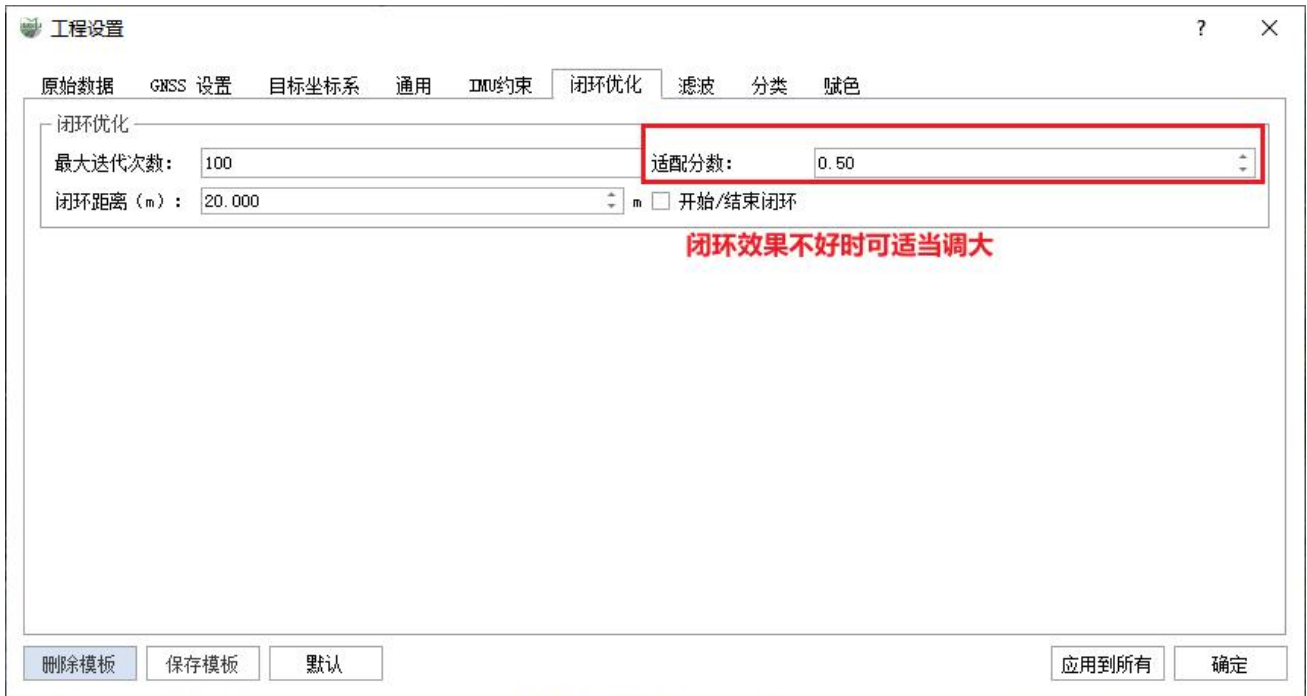 工程设置
?
原始数据 GNSS 设置 目标坐标系 通用 IMU约束 闭环优化 滤波 分类 赋色
闭环优化
最大迭代次数: 100 适配分数: 0.50
闭环距离(m): 20.000 m 开始/结束闭环
闭环效果不好时可适当调大
删除模板 保存模板 默认 应用到所有 确定